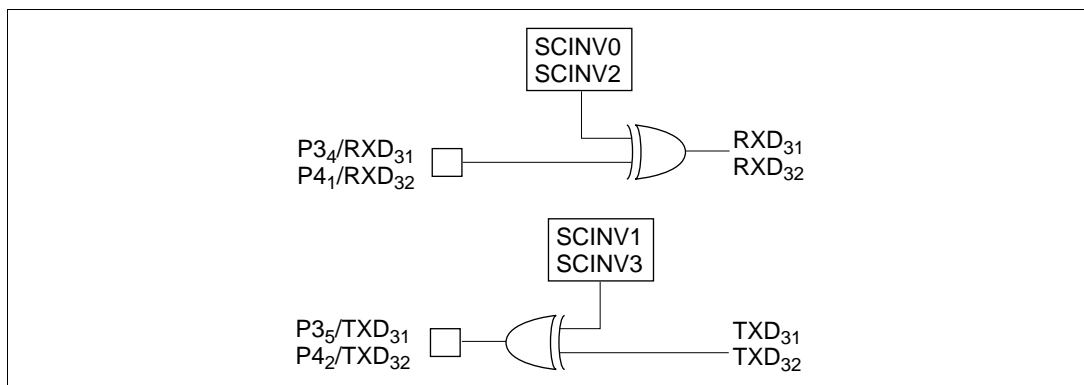 SCINV0
SCINV2
P3₄/RXD₃₁
P4₁/RXD₃₂
RXD₃₁
RXD₃₂
SCINV1
SCINV3
P3₅/TXD₃₁
P4₂/TXD₃₂
TXD₃₁
TXD₃₂